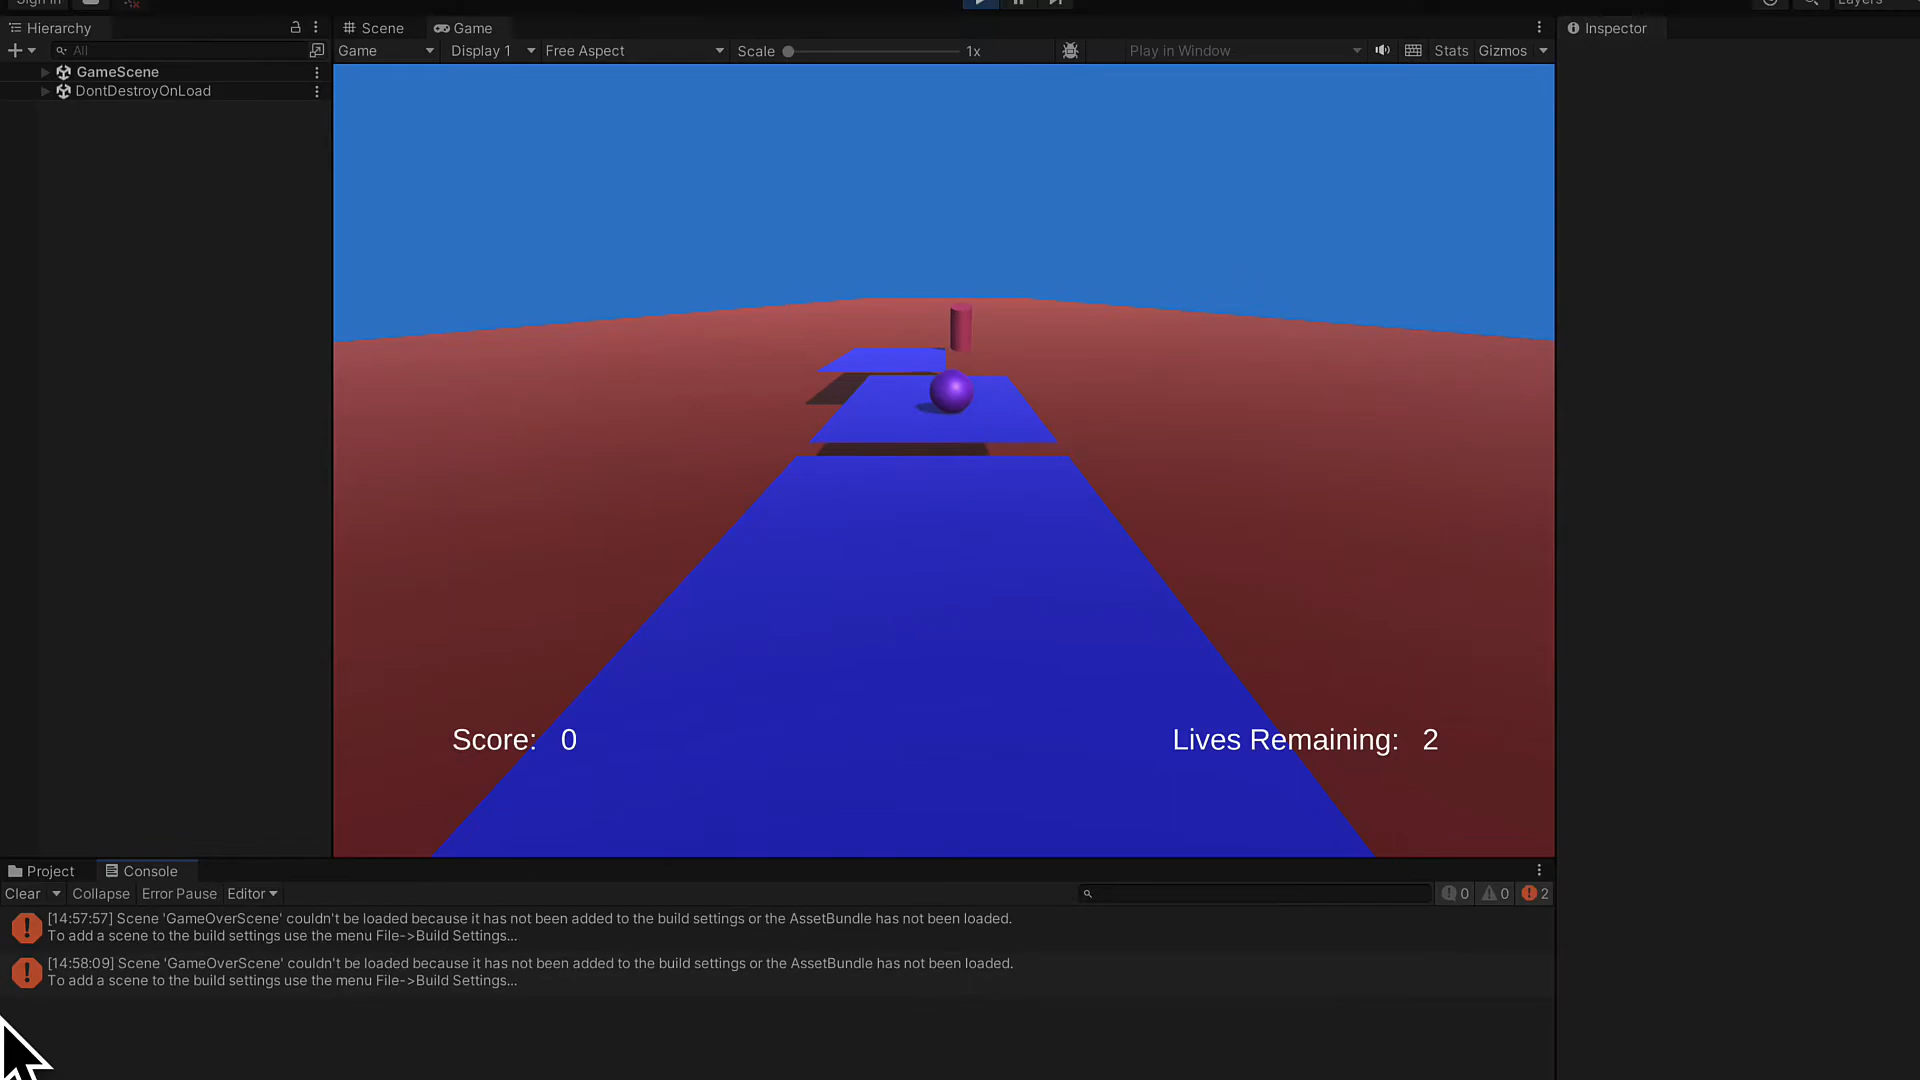 Sign in
Layers
Hierarchy
Scene
Game
Inspector
All
Game
Display 1
Free Aspect
Scale
1x
Play in Window
Stats
Gizmos
GameScene
DontDestroyOnLoad
Score: 0
Lives Remaining: 2
Project
Console
Clear
Collapse
Error Pause
Editor
0
0
2
[14:57:57] Scene 'GameOverScene' couldn't be loaded because it has not been added to the build settings or the AssetBundle has not been loaded.
To add a scene to the build settings use the menu File->Build Settings...
[14:58:09] Scene 'GameOverScene' couldn't be loaded because it has not been added to the build settings or the AssetBundle has not been loaded.
To add a scene to the build settings use the menu File->Build Settings...